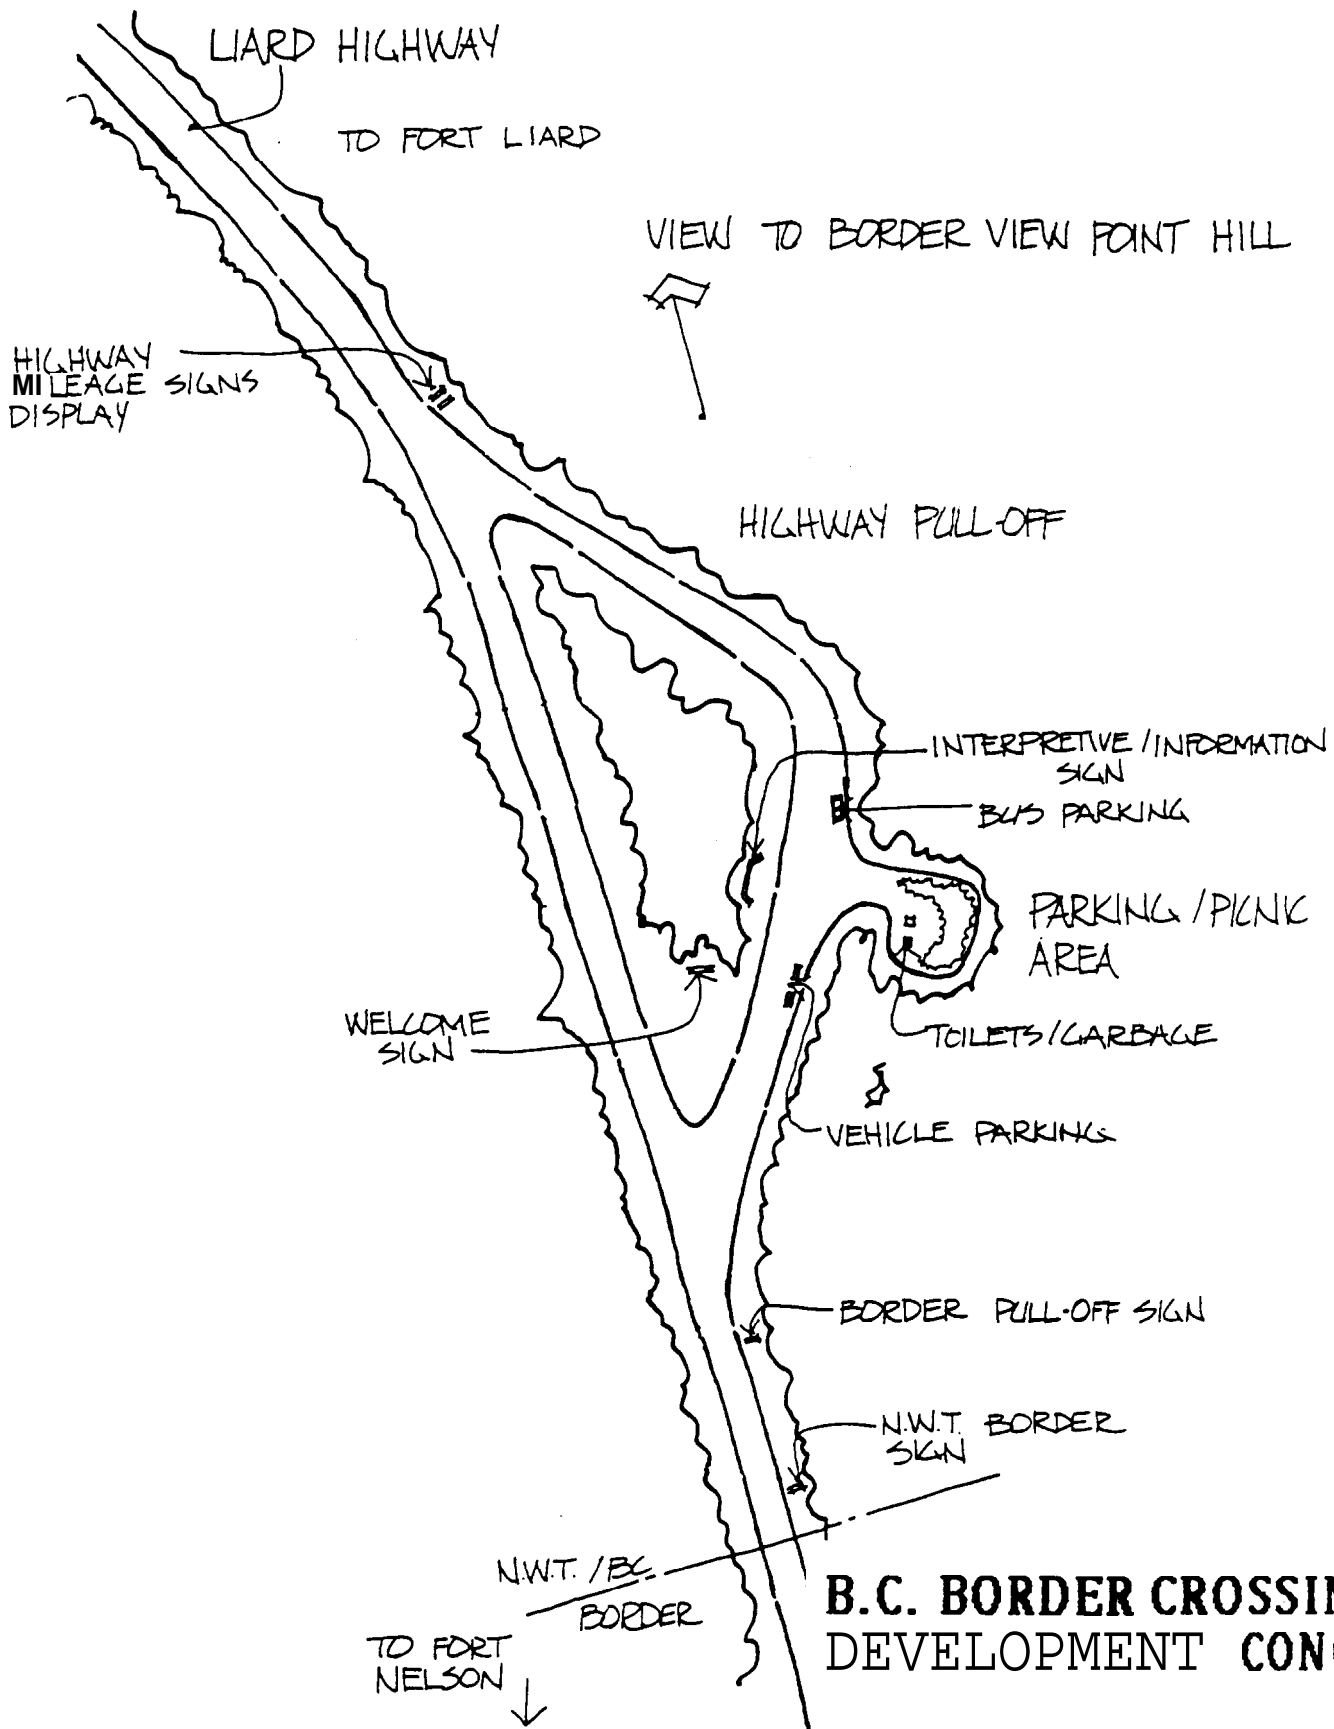 LIARD HIGHWAY
TO FORT LIARD
VIEW TO BORDER VIEW POINT HILL
HIGHWAY
MILEAGE SIGNS
DISPLAY
HIGHWAY PULL-OFF
INTERPRETIVE/INFORMATION
SIGN
BUS PARKING
B
PARKING/PICNIC
AREA
WELCOME
SIGN
TOILETS/GARBAGE
VEHICLE PARKING
BORDER PULL-OFF SIGN
N.W.T. BORDER
SIGN
N.W.T./BC
BORDER
TO FORT
NELSON
B.C. BORDER CROSSIN
DEVELOPMENT CON